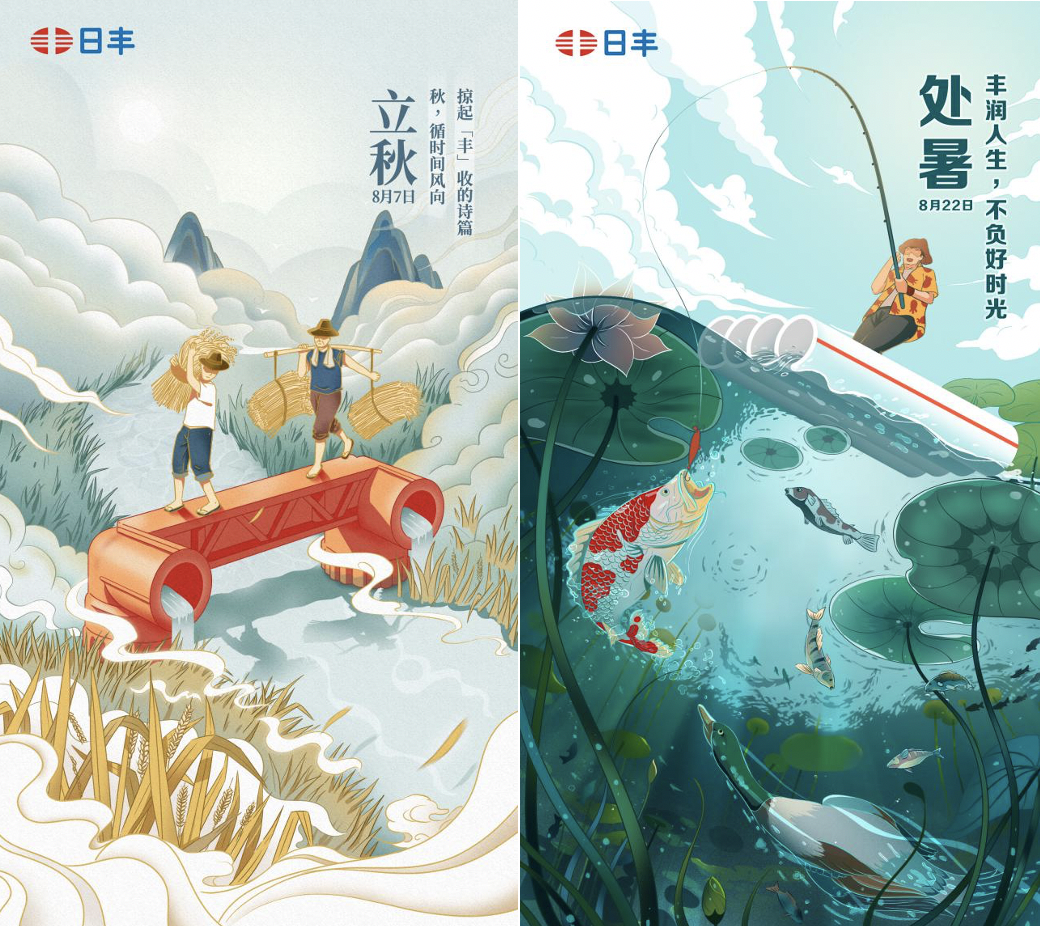 日丰
立秋
8月7日
掠起「丰」收的诗篇
秋，循时间风向
日丰
处暑
8月22日
丰润人生，不负好时光